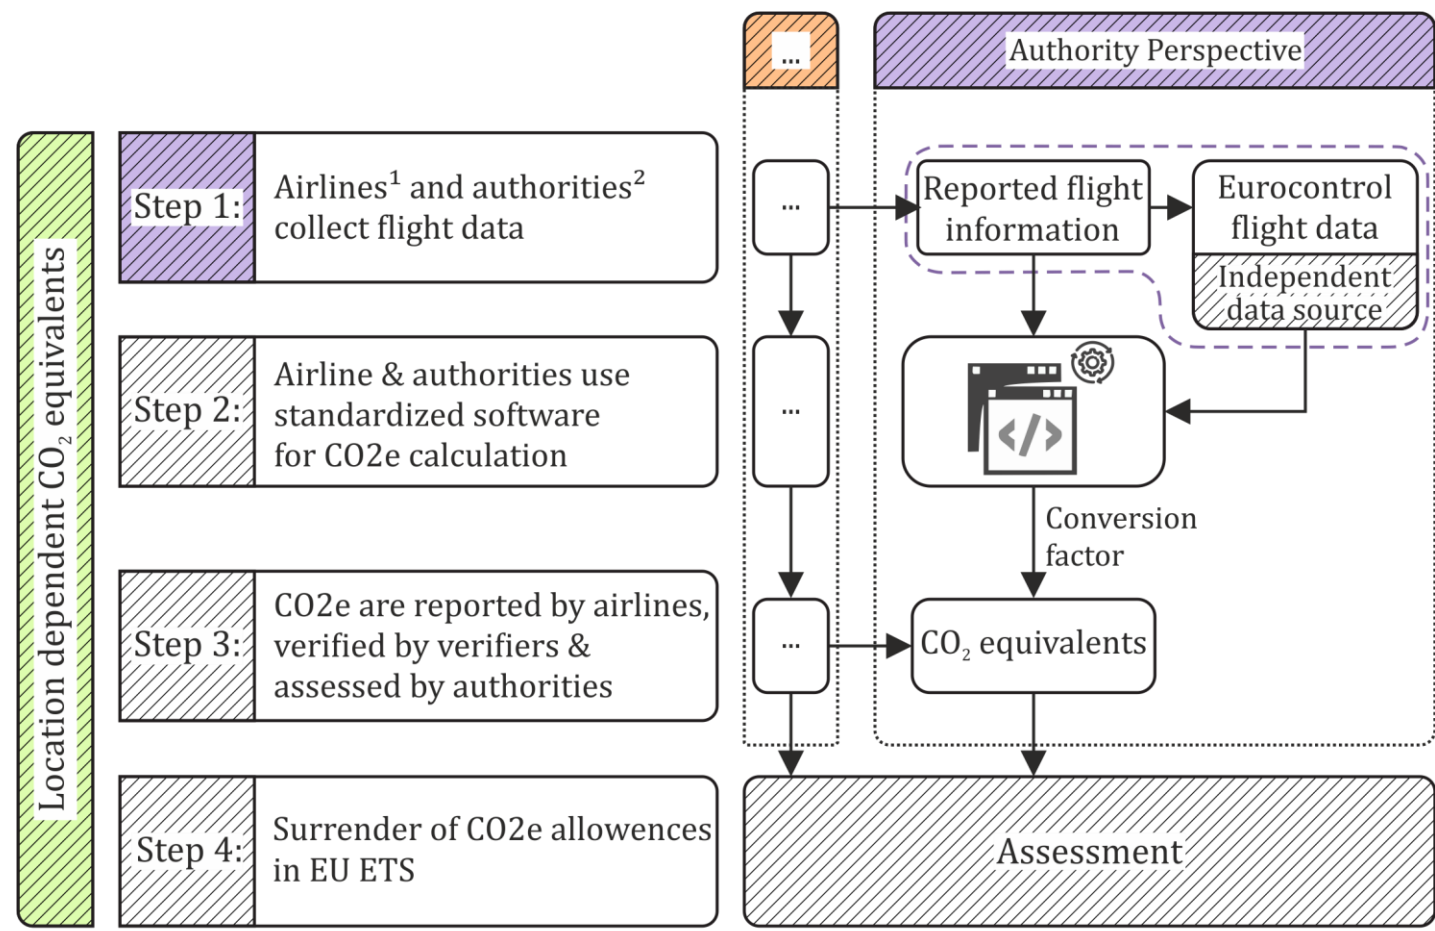 ...
Authority Perspective
Location dependent CO₂ equivalents
Step 1:
Airlines¹ and authorities²
collect flight data
...
Reported flight
information
Eurocontrol
flight data
Independent
data source
Step 2:
Airline & authorities use
standardized software
for CO2e calculation
...
</>
Conversion
factor
Step 3:
CO2e are reported by airlines,
verified by verifiers &
assessed by authorities
...
CO₂ equivalents
Step 4:
Surrender of CO2e allowences
in EU ETS
Assessment